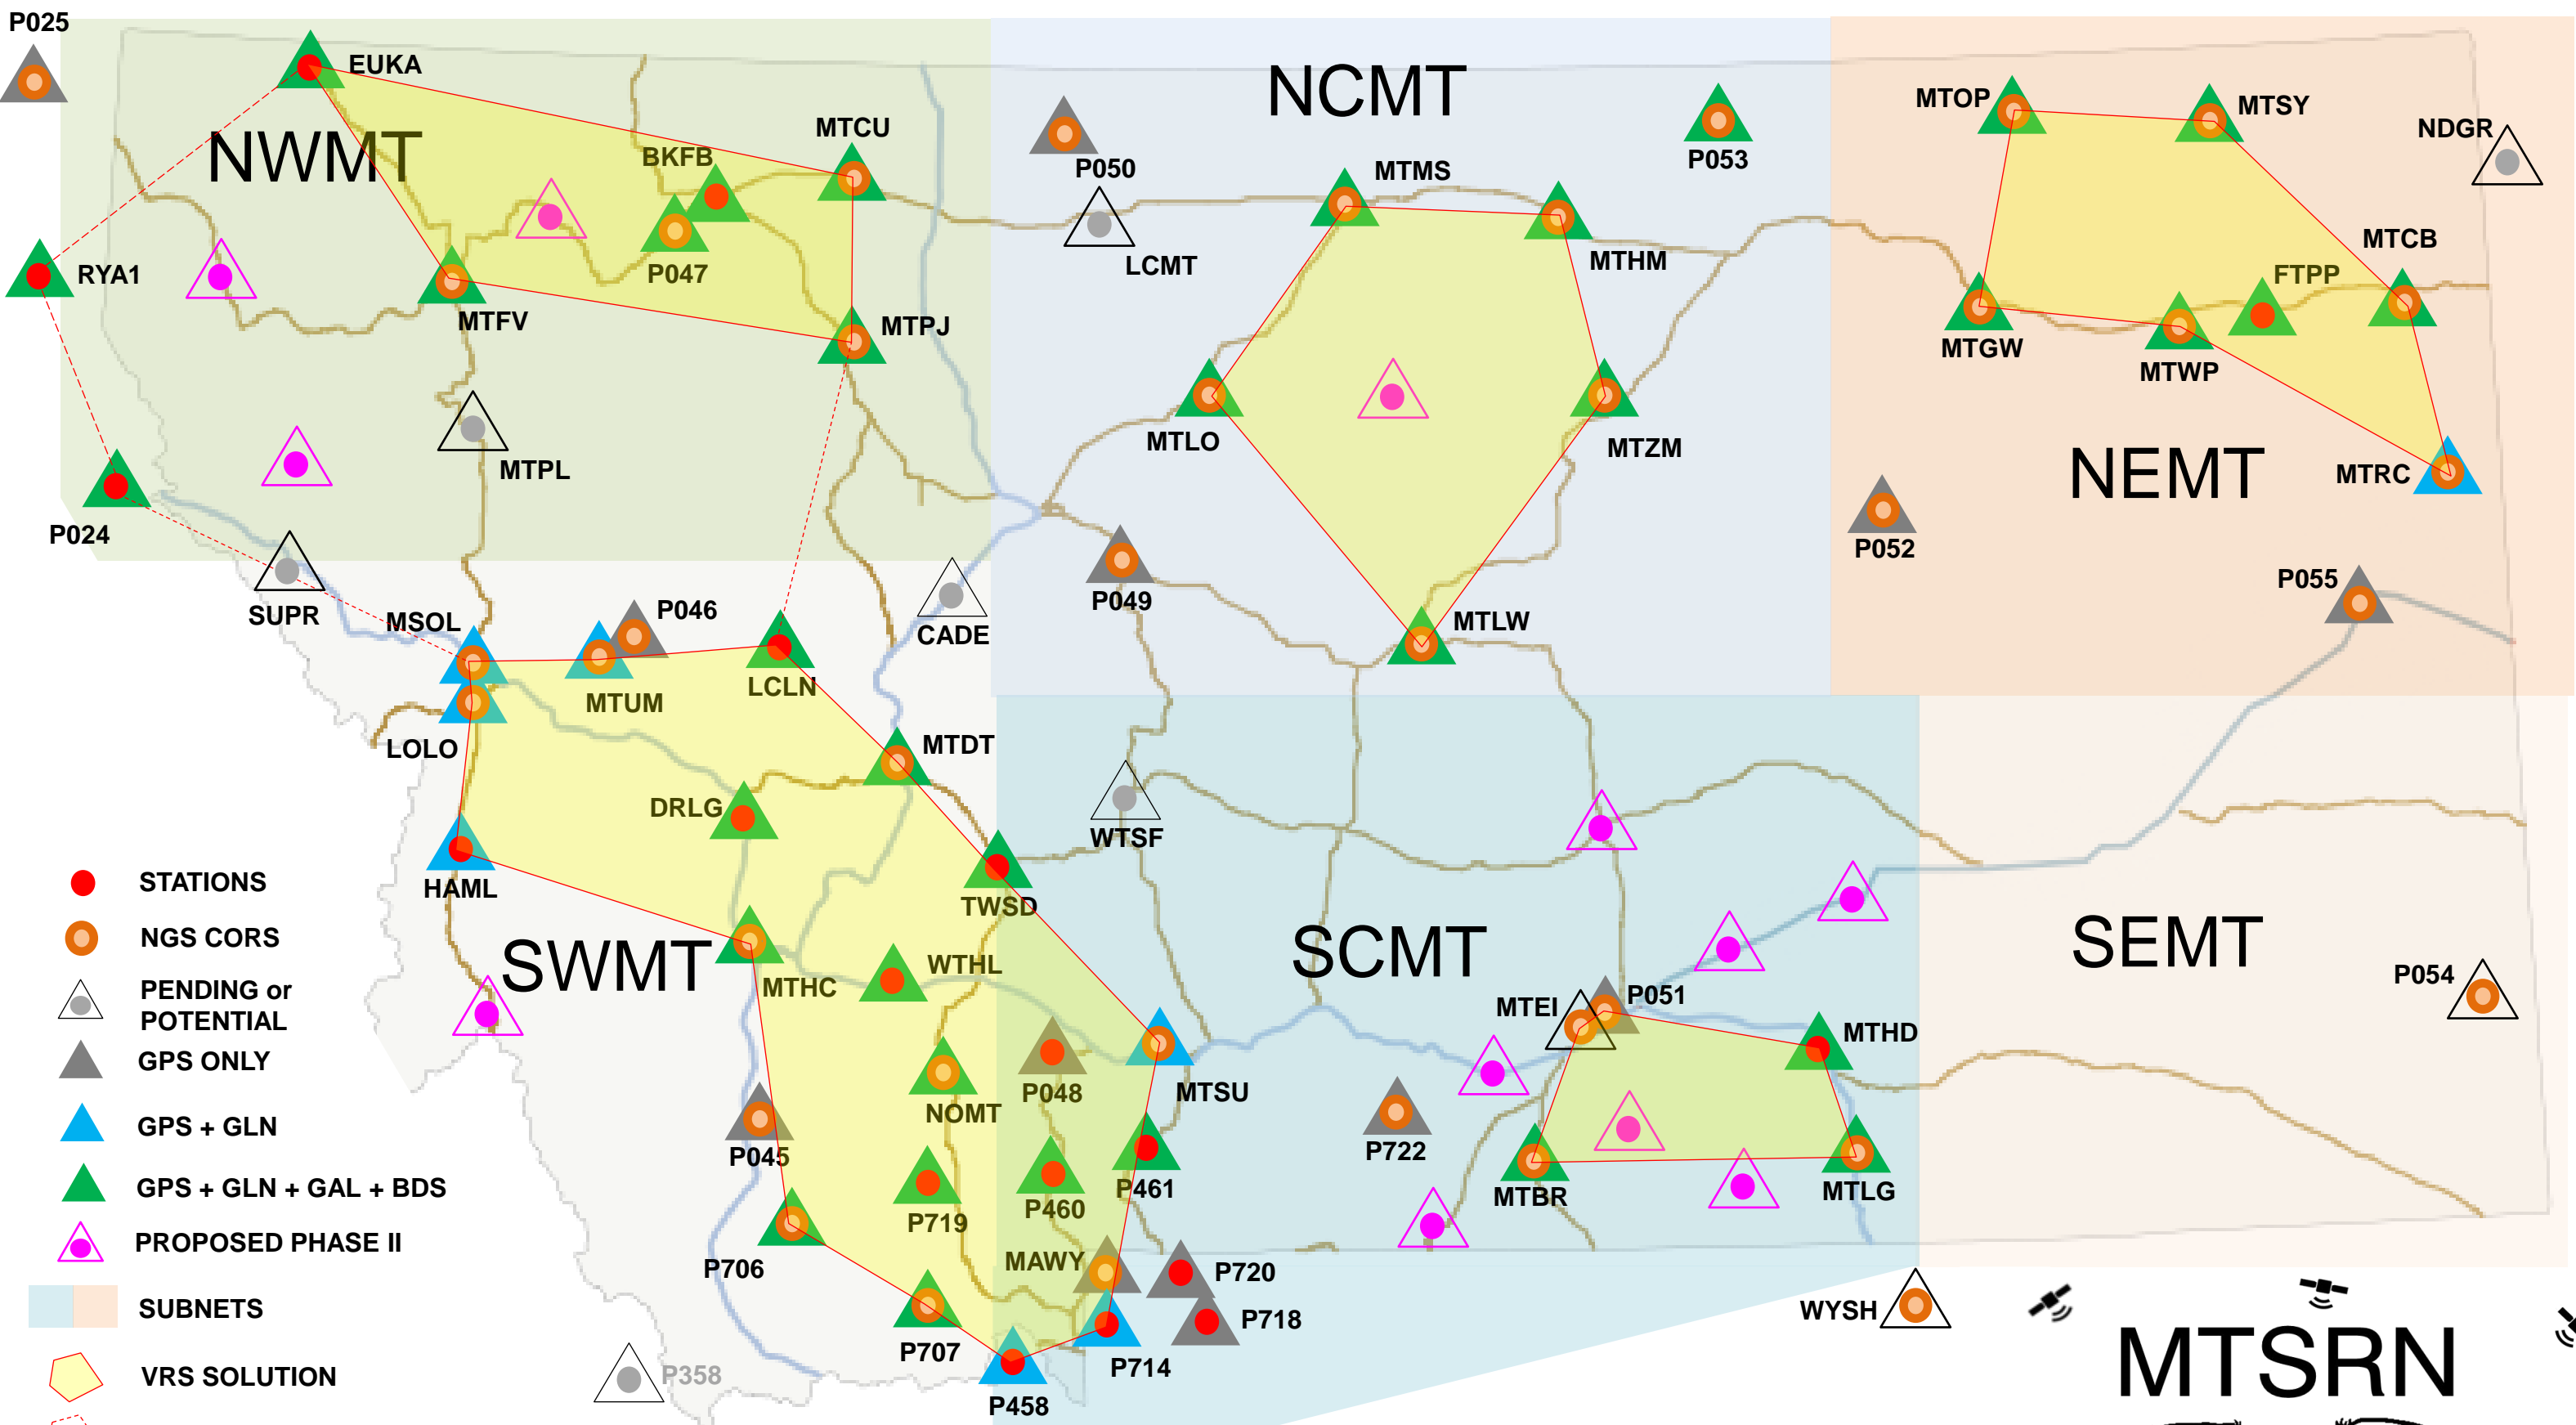 P025
EUKA
NWMT
MTCU
BKFB
P047
RYA1
MTFV
MTPJ
MTPL
P024
SUPR
NCMT
P050
LCMT
MTMS
P053
MTHM
MTLO
MTZM
P049
MTLW
CADE
MTOP
MTSY
NDGR
MTCB
FTPP
MTGW
MTWP
NEMT
MTRC
P052
P055
MSOL
P046
MTUM
LCLN
LOLO
MTDT
DRLG
HAML
TWSD
SWMT
MTHC
WTHL
NOMT
P048
MTSU
P045
P719
P460
P461
P706
MAWY
P720
P718
P707
P714
P458
P358
WTSF
SCMT
MTEI
P051
MTHD
P722
MTBR
MTLG
SEMT
P054
WYSH
STATIONS
NGS CORS
PENDING or
POTENTIAL
GPS ONLY
GPS + GLN
GPS + GLN + GAL + BDS
PROPOSED PHASE II
SUBNETS
VRS SOLUTION
MTSRN